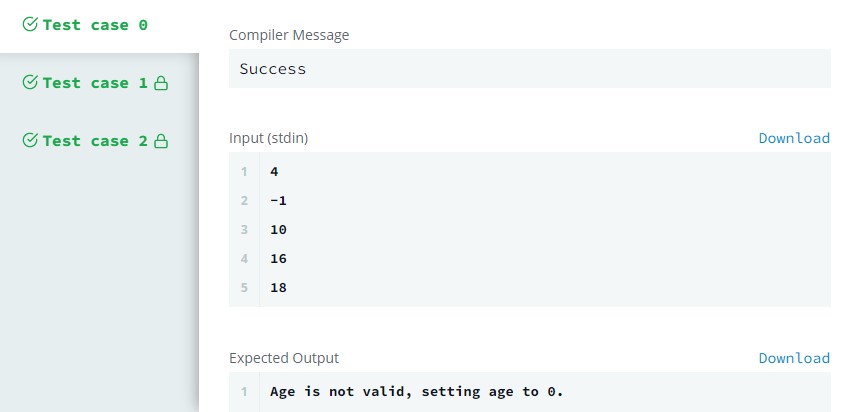 Test case 0
Test case 1
Test case 2
Compiler Message
Success
Input (stdin)
Download
1 4
2 -1
3 10
4 16
5 18
Expected Output
Download
1 Age is not valid, setting age to 0.